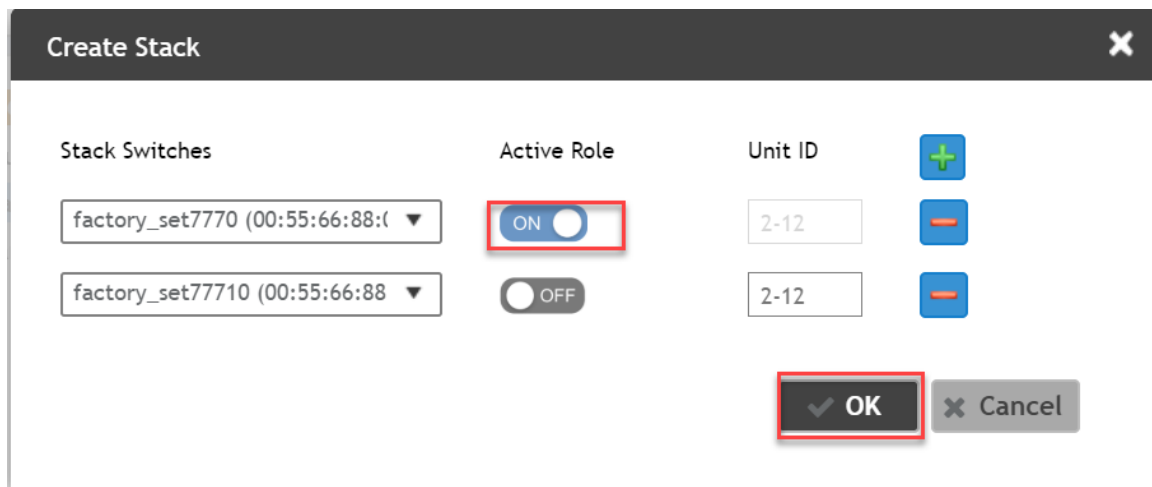 Create Stack
Stack Switches Active Role Unit ID
factory_set7770 (00:55:66:88:( ON 2-12
factory_set77710 (00:55:66:88 OFF 2-12
OK Cancel